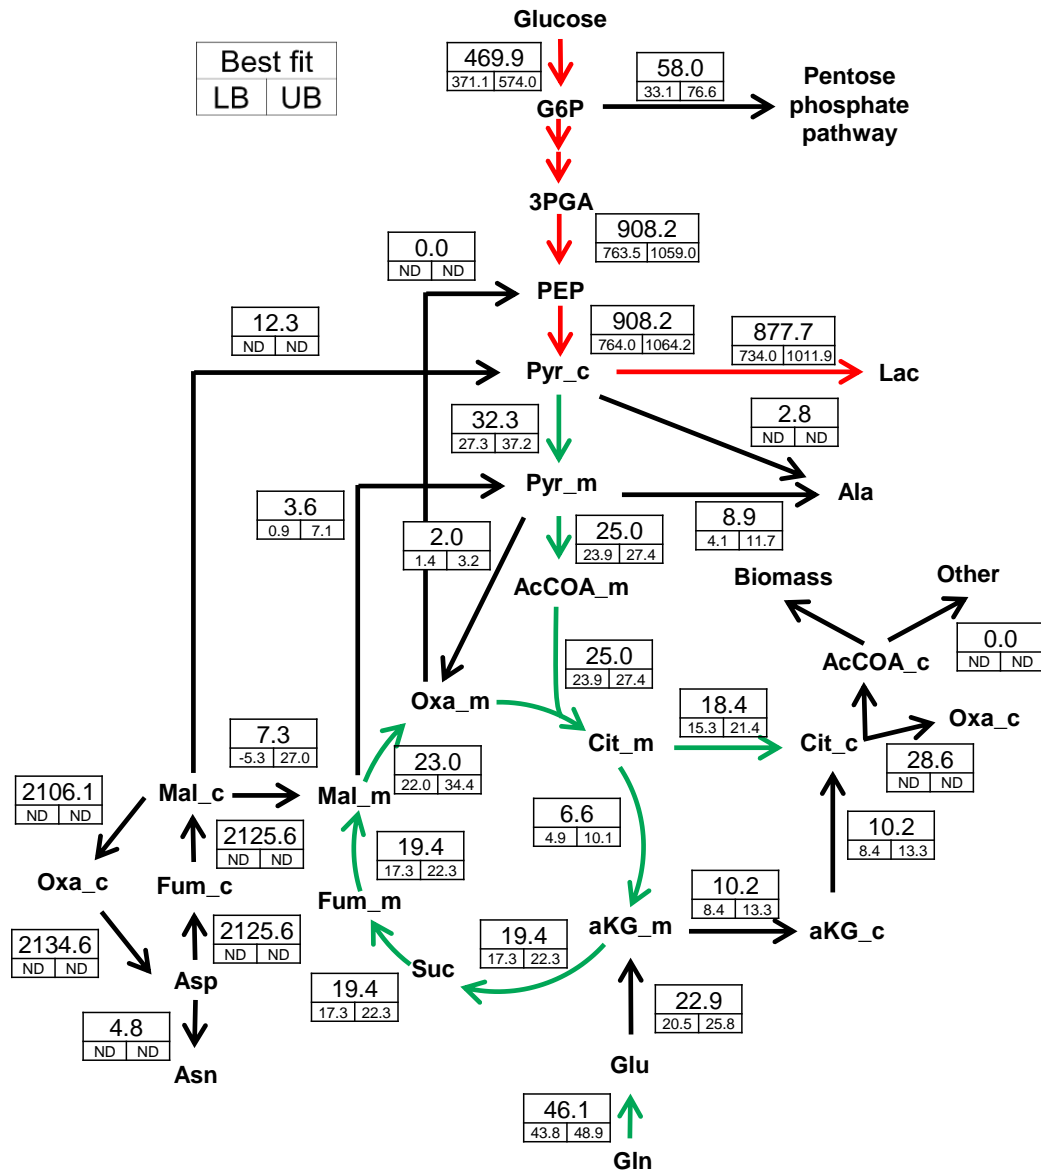 Glucose
Best fit
LB UB
469.9
371.1 574.0
58.0
33.1 76.6
Pentose
phosphate
pathway
G6P
3PGA
908.2
763.5 1059.0
0.0
ND ND
PEP
12.3
ND ND
908.2
764.0 1064.2
877.7
734.0 1011.9
Pyr_c
Lac
32.3
27.3 37.2
2.8
ND ND
Pyr_m
Ala
3.6
0.9 7.1
2.0
1.4 3.2
25.0
23.9 27.4
8.9
4.1 11.7
AcCOA_m
Biomass
Other
25.0
23.9 27.4
0.0
ND ND
AcCOA_c
Oxa_m
18.4
15.3 21.4
Oxa_c
7.3
-5.3 27.0
Cit_m
Cit_c
23.0
22.0 34.4
28.6
ND ND
2106.1
ND ND
Mal_c
Mal_m
2125.6
ND ND
19.4
17.3 22.3
6.6
4.9 10.1
10.2
8.4 13.3
Oxa_c
Fum_c
Fum_m
10.2
8.4 13.3
aKG_m
aKG_c
2134.6
ND ND
2125.6
ND ND
19.4
17.3 22.3
Asp
Suc
19.4
17.3 22.3
22.9
20.5 25.8
4.8
ND ND
Asn
Glu
46.1
43.8 48.9
Gln